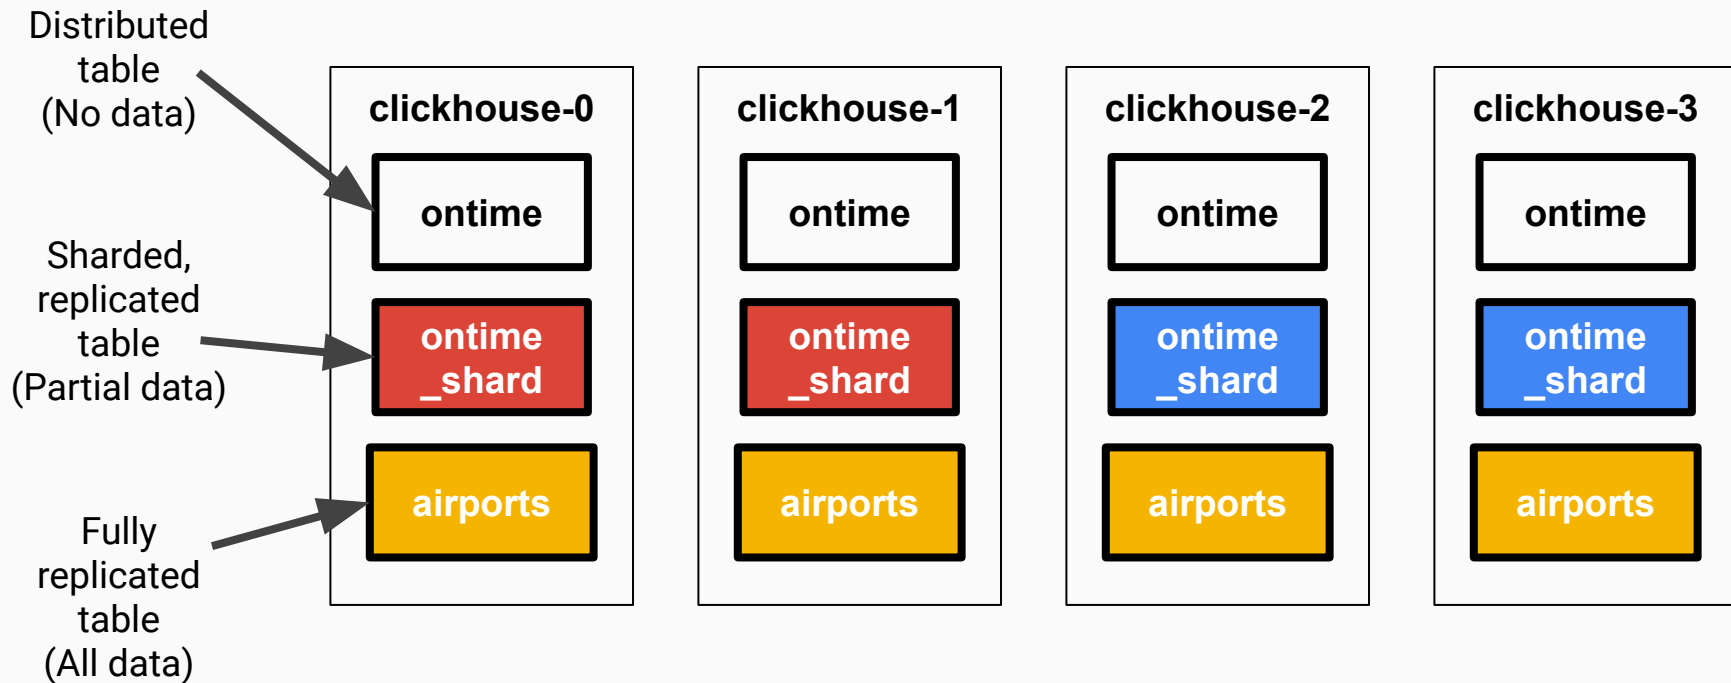 Distributed
table
(No data)
Sharded,
replicated
table
(Partial data)
Fully
replicated
table
(All data)
clickhouse-0
ontime
ontime
_shard
airports
clickhouse-1
ontime
ontime
_shard
airports
clickhouse-2
ontime
ontime
_shard
airports
clickhouse-3
ontime
ontime
_shard
airports